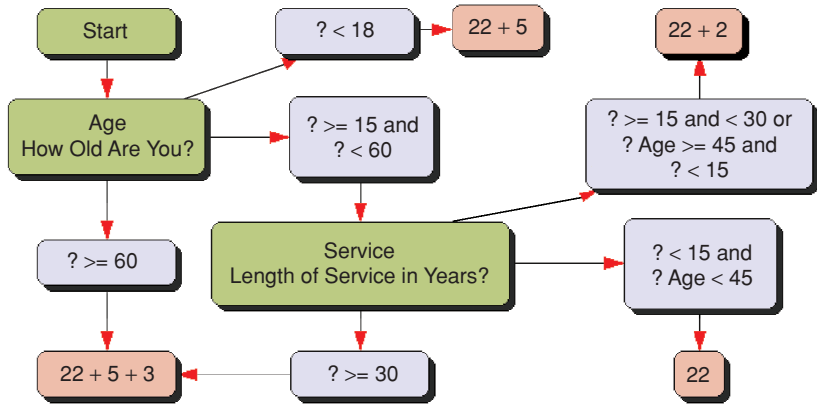 Start
? < 18
22 + 5
22 + 2
Age
How Old Are You?
? >= 15 and
? < 60
? >= 15 and < 30 or
? Age >= 45 and
? < 15
? >= 60
Service
Length of Service in Years?
? < 15 and
? Age < 45
22 + 5 + 3
? >= 30
22